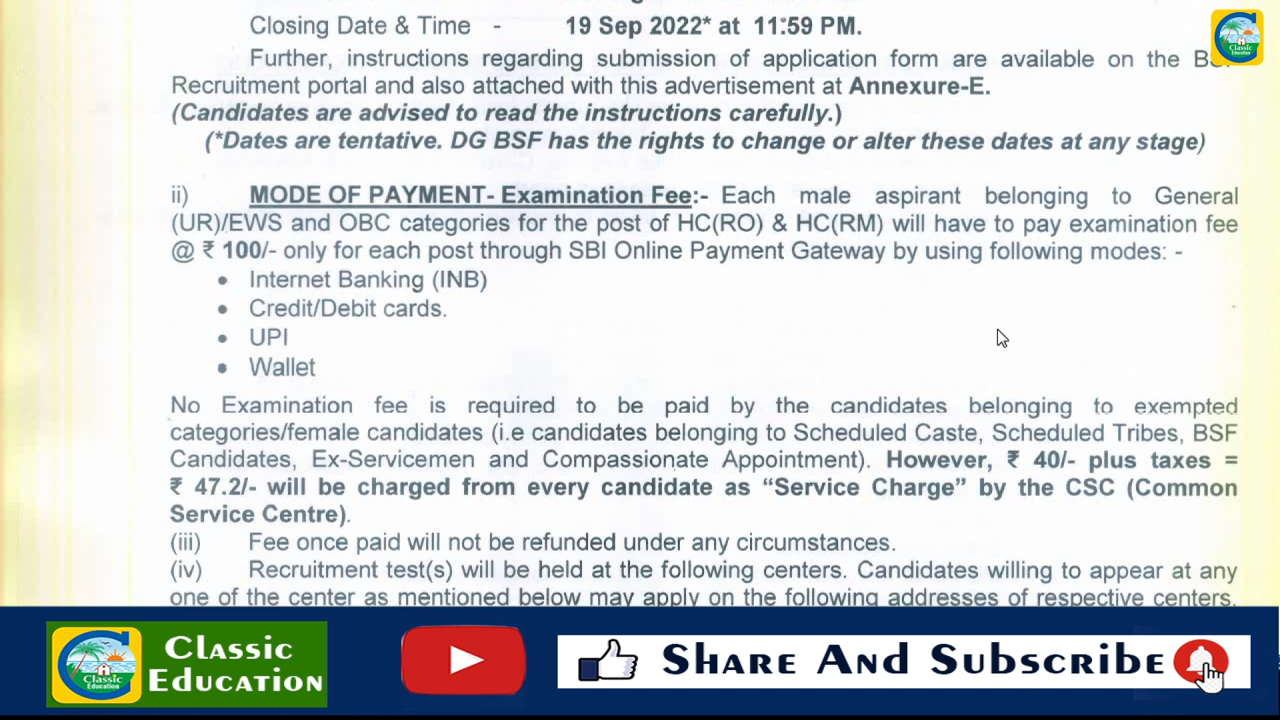 Closing Date & Time - 19 Sep 2022* at 11:59 PM.
Further, instructions regarding submission of application form are available on the
Recruitment portal and also attached with this advertisement at Annexure-E.
(Candidates are advised to read the instructions carefully.)
(*Dates are tentative. DG BSF has the rights to change or alter these dates at any stage)
ii) MODE OF PAYMENT- Examination Fee:- Each male aspirant belonging to General
(UR)/EWS and OBC categories for the post of HC(RO) & HC(RM) will have to pay examination fee
@ ₹ 100/- only for each post through SBI Online Payment Gateway by using following modes: -
• Internet Banking (INB)
• Credit/Debit cards.
• UPI
• Wallet
No Examination fee is required to be paid by the candidates belonging to exempted
categories/female candidates (i.e candidates belonging to Scheduled Caste, Scheduled Tribes, BSF
Candidates, Ex-Servicemen and Compassionate Appointment). However, ₹ 40/- plus taxes =
₹ 47.2/- will be charged from every candidate as “Service Charge” by the CSC (Common
Service Centre).
(iii) Fee once paid will not be refunded under any circumstances.
(iv) Recruitment test(s) will be held at the following centers. Candidates willing to appear at any
one of the center as mentioned below may apply on the following addresses of respective centers.
Classic
Education
Classic
Education
Classic
Education
Share And Subscribe